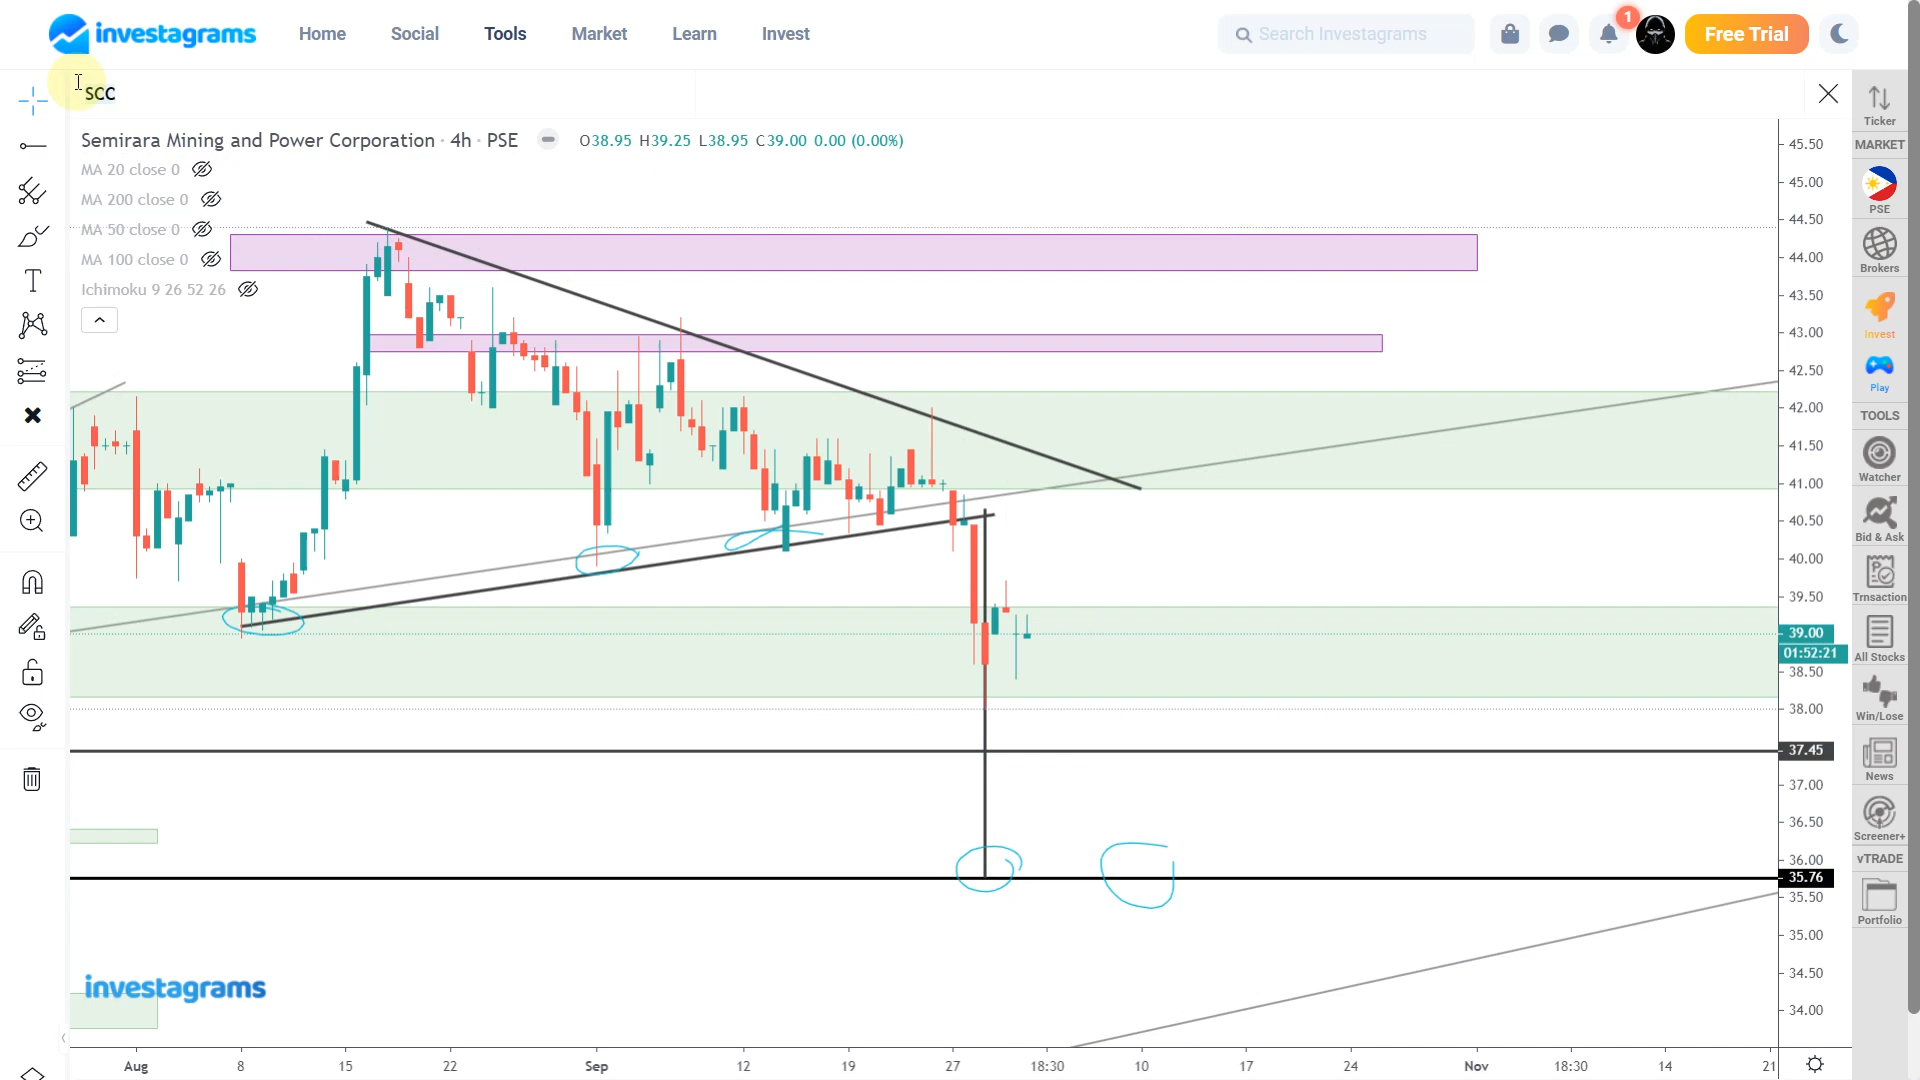 investagrams
Home
Social
Tools
Market
Learn
Invest
Search Investagrams
1
Free Trial
SCC
Semirara Mining and Power Corporation · 4h · PSE
O38.95 H39.25 L38.95 C39.00 0.00 (0.00%)
MA 20 close 0
MA 200 close 0
MA 50 close 0
MA 100 close 0
Ichimoku 9 26 52 26
45.50
45.00
44.50
44.00
43.50
43.00
42.50
42.00
41.50
41.00
40.50
40.00
39.50
39.00
01:52:21
38.50
38.00
37.45
37.00
36.50
36.00
35.76
35.50
35.00
34.50
34.00
investagrams
Aug
8
15
22
Sep
12
19
27
18:30
10
17
24
Nov
18:30
14
21
Ticker
MARKET
PSE
Brokers
Invest
Play
TOOLS
Watcher
Bid & Ask
Trnsaction
All Stocks
Win/Lose
News
Screener+
vTRADE
Portfolio